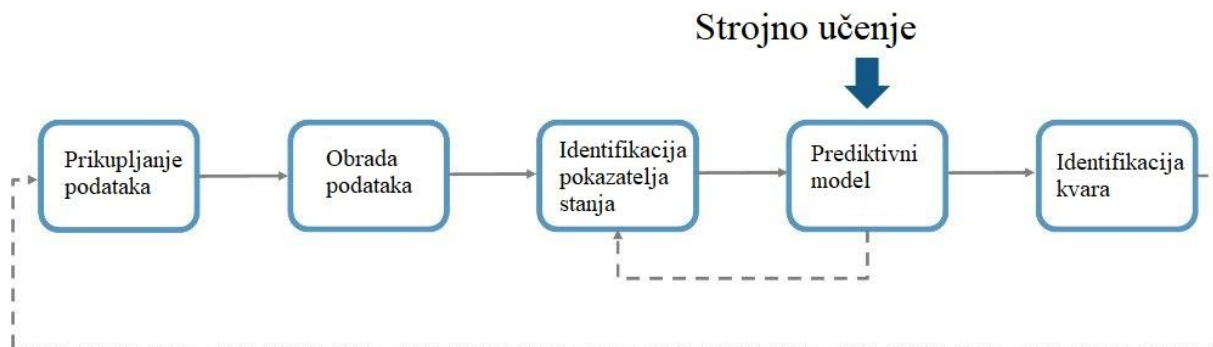 Strojno učenje
Prikupljanje
podataka
Obrada
podataka
Identifikacija
pokazatelja
stanja
Prediktivni
model
Identifikacija
kvara